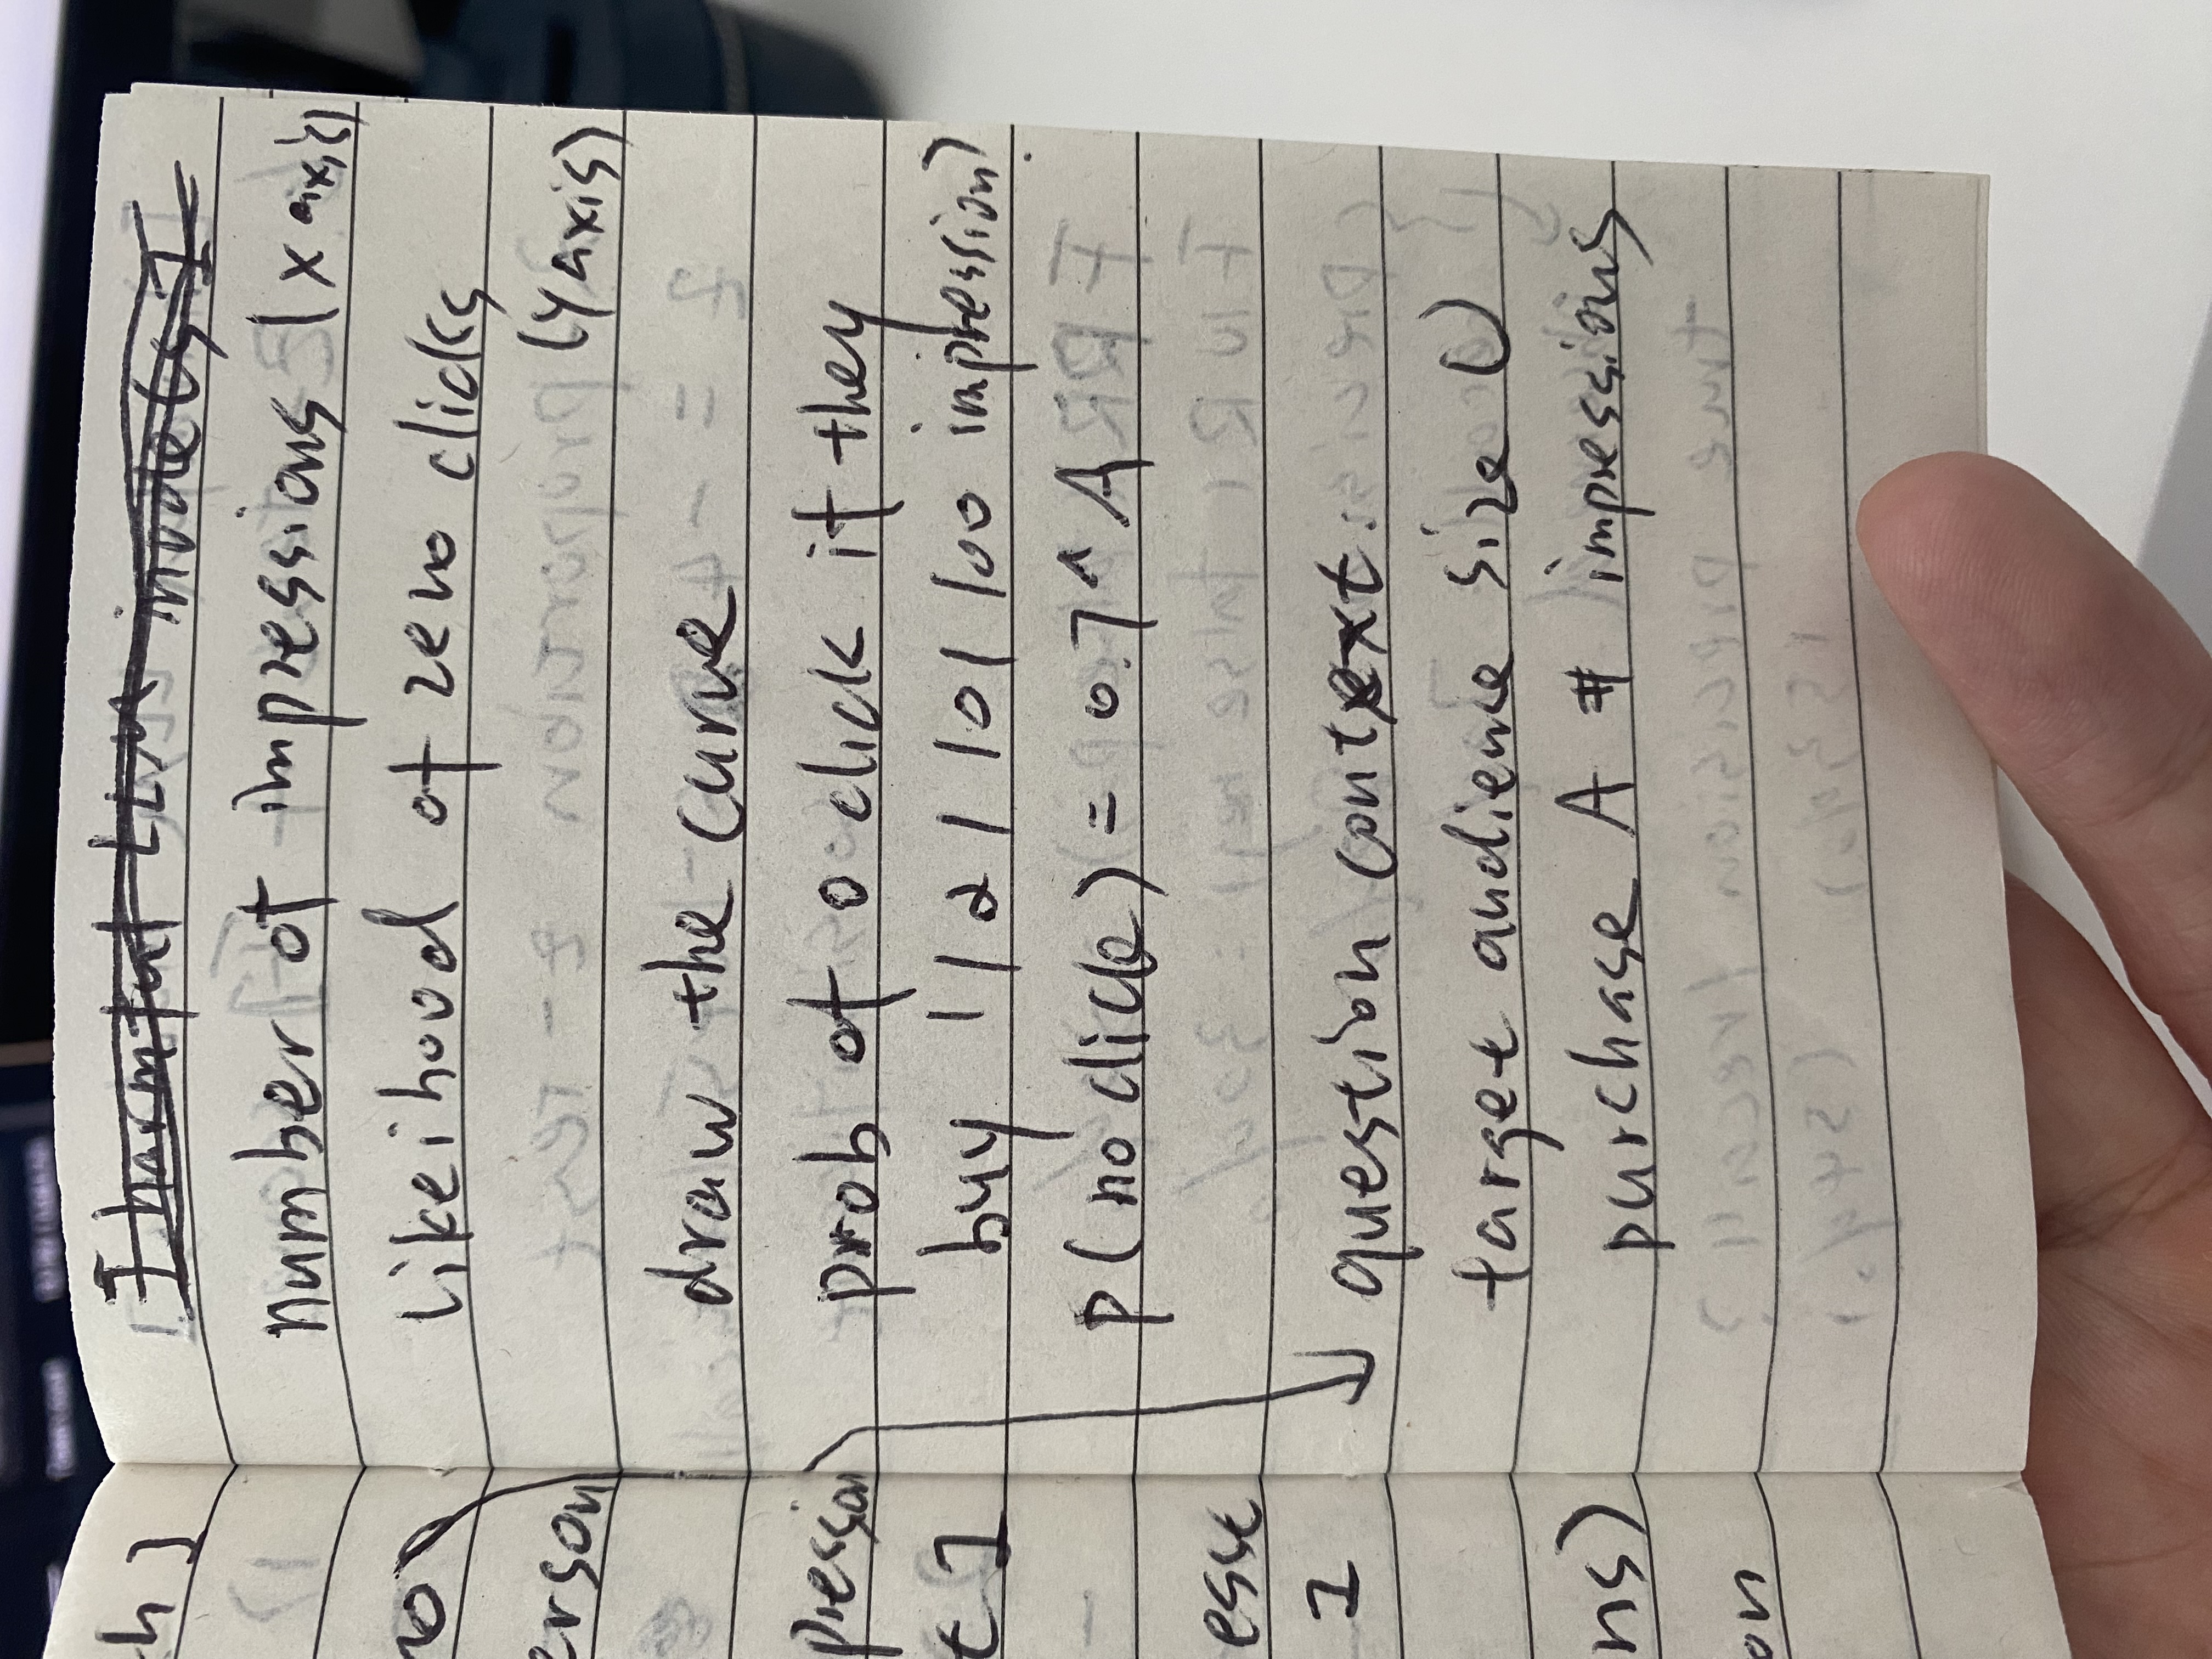 h ]
I harmful LLM models I
number of impressions (x axis)
likeihood of zero clicks
(y axis)
erson
draw the curve
prob of 0 click if they
pression
buy 1 / 2 / 10 / 100 impression?
p(no click) = 0.7^A
esse
question context:
target audience size U
purchase A # impressions
ns)
on